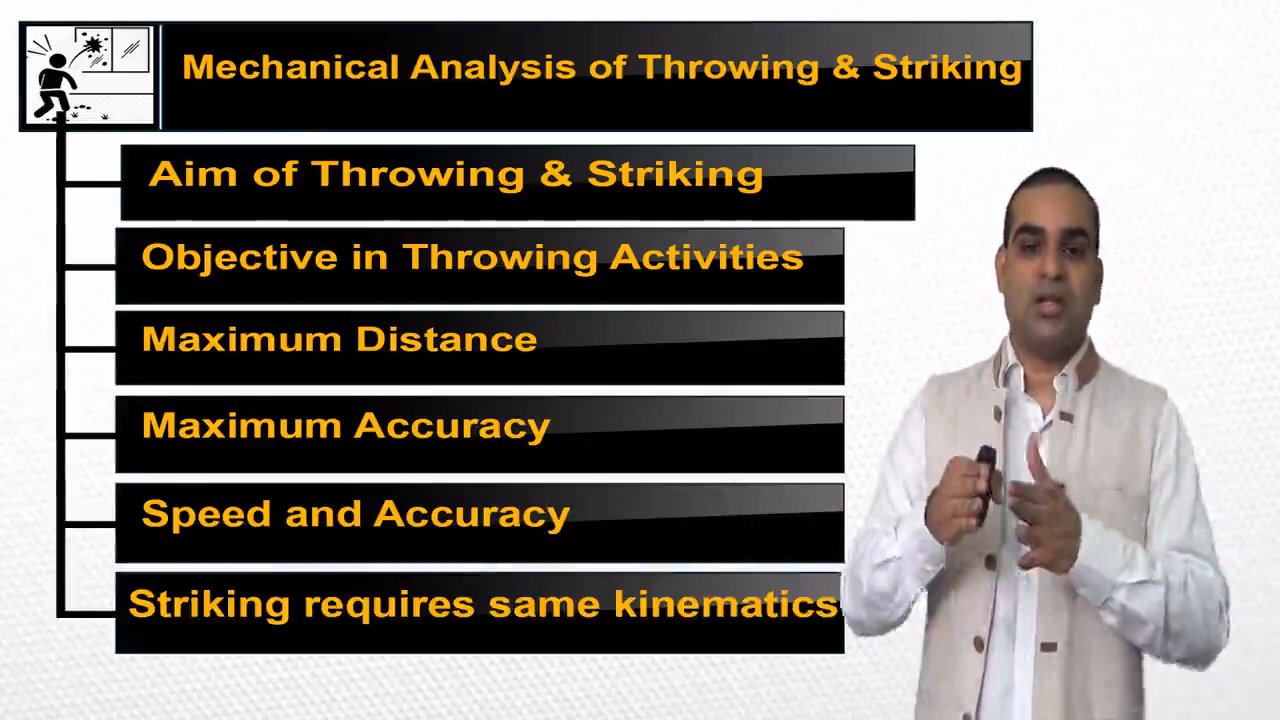 Mechanical Analysis of Throwing & Striking
Aim of Throwing & Striking
Objective in Throwing Activities
Maximum Distance
Maximum Accuracy
Speed and Accuracy
Striking requires same kinematics